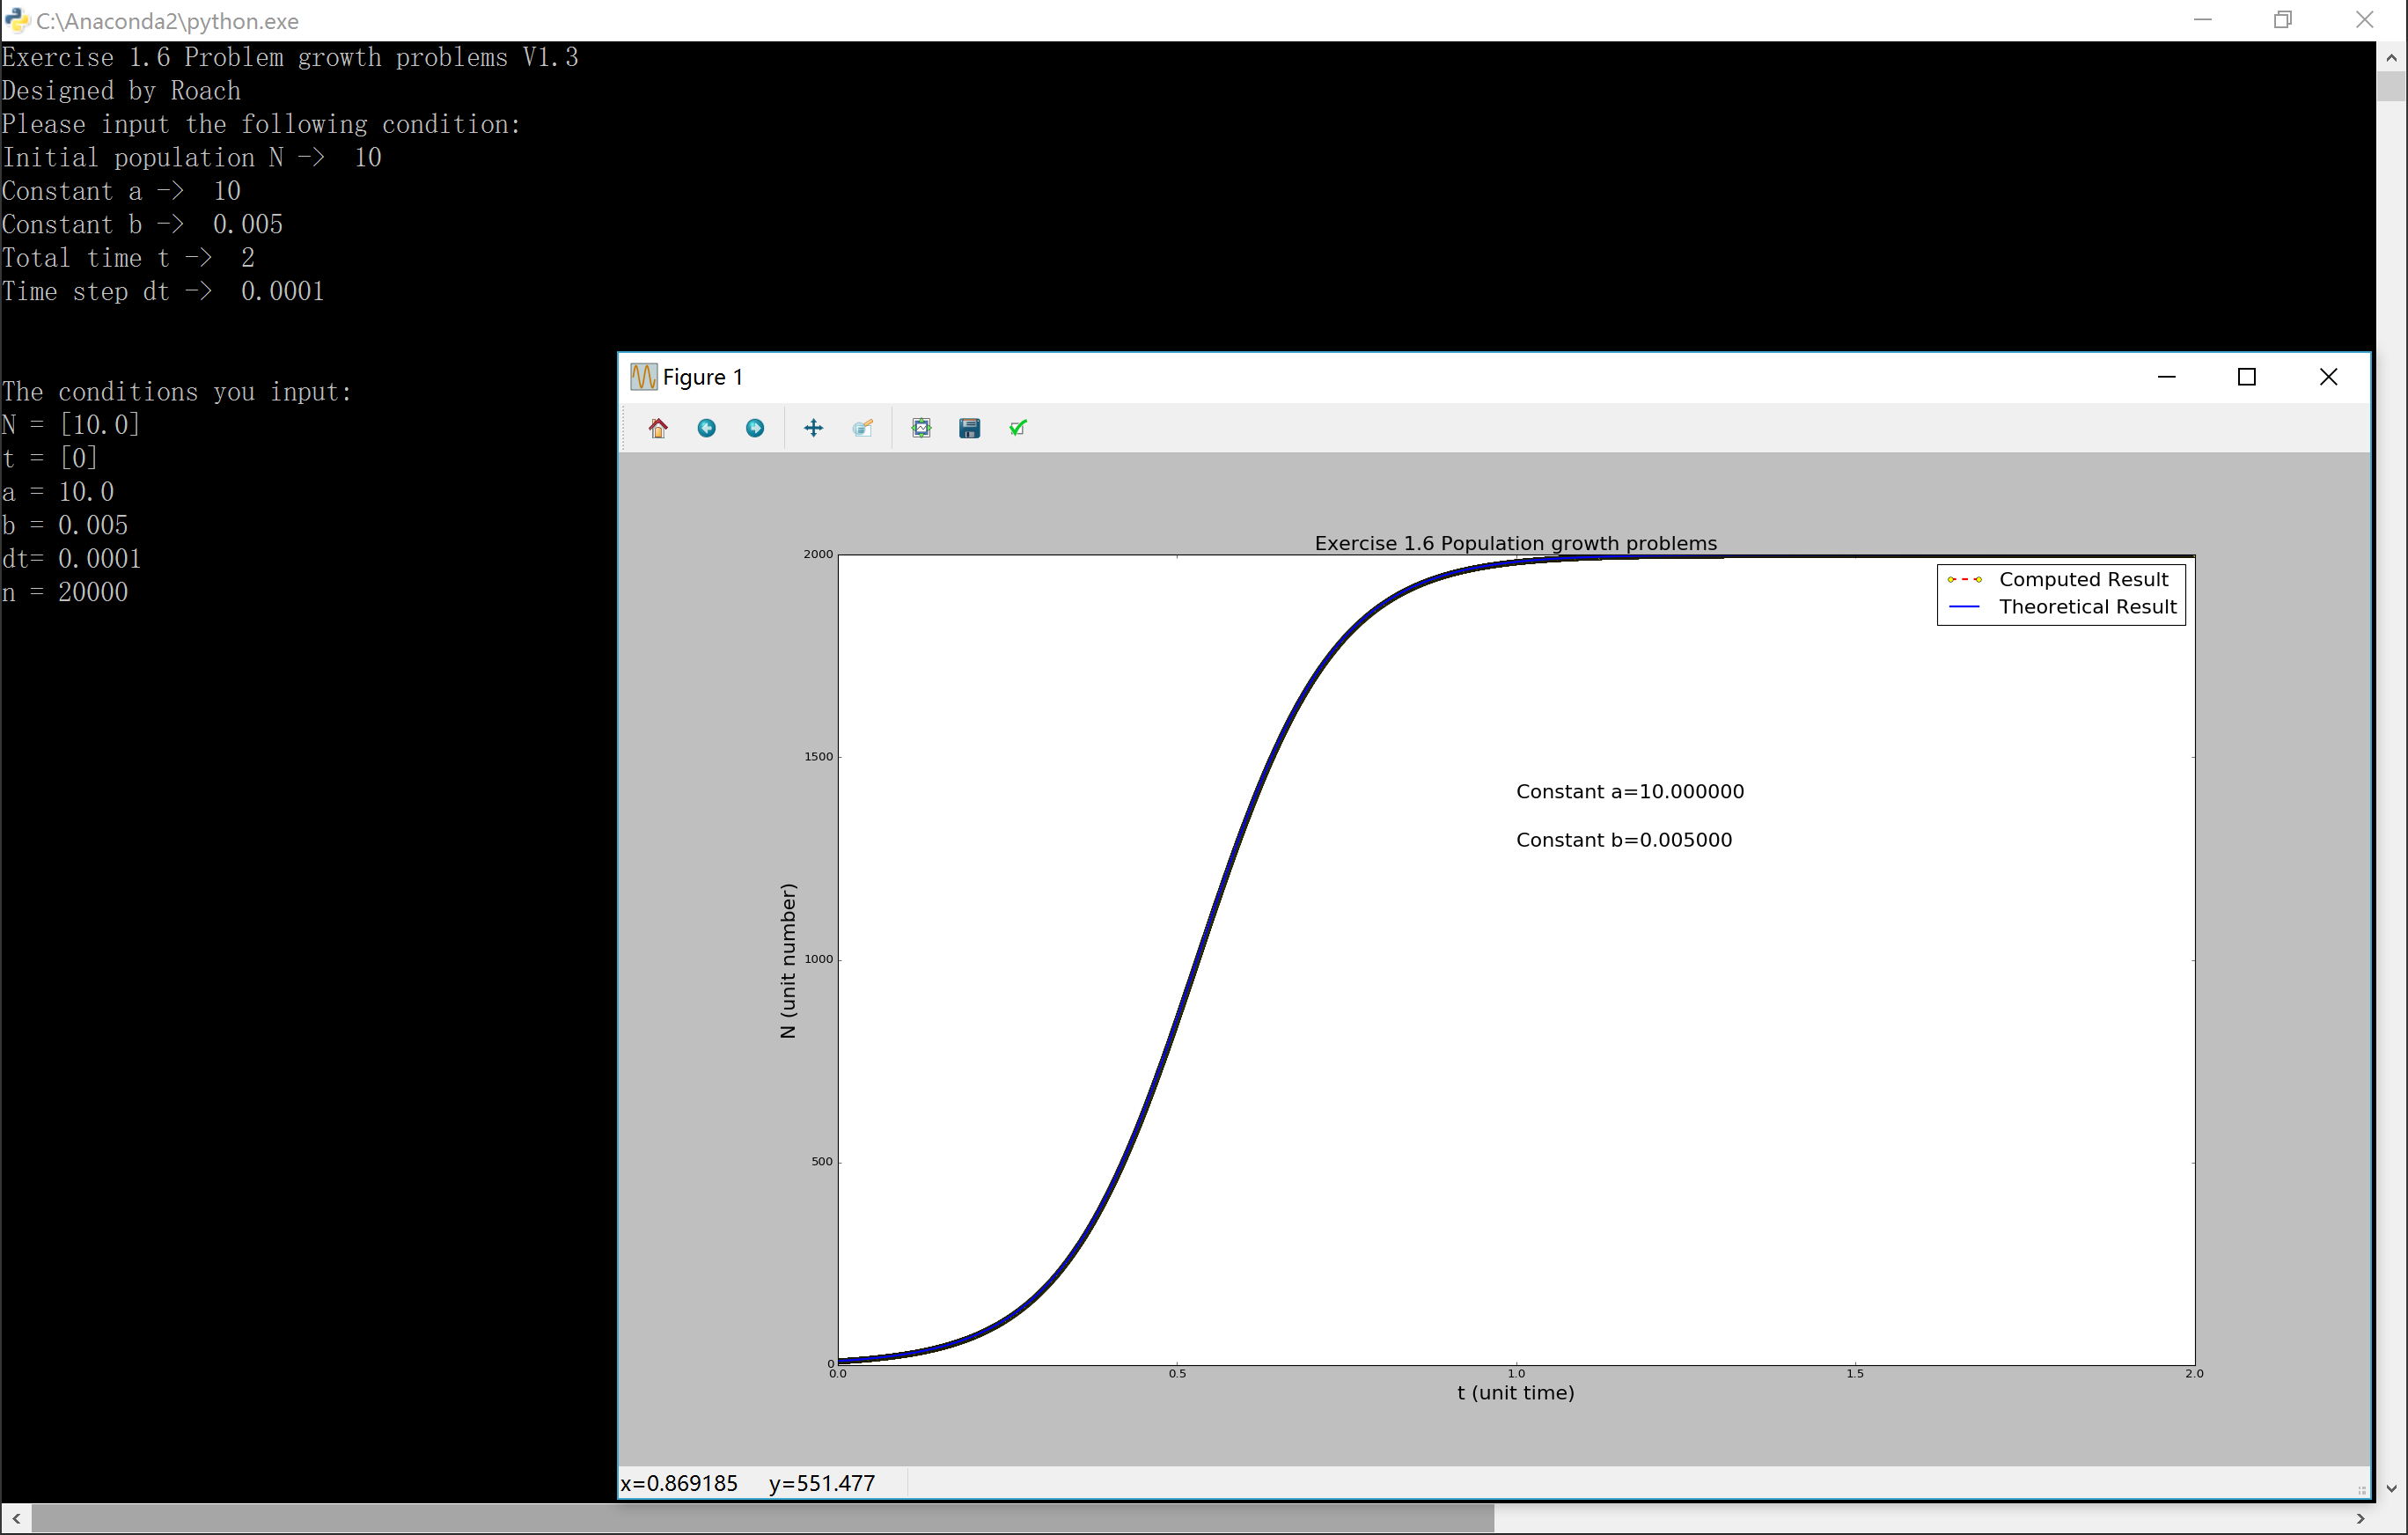 C:\Anaconda2\python.exe
Exercise 1.6 Problem growth problems V1.3
Designed by Roach
Please input the following condition:
Initial population N ->  10
Constant a ->  10
Constant b ->  0.005
Total time t ->  2
Time step dt ->  0.0001
The conditions you input:
N = [10.0]
t = [0]
a = 10.0
b = 0.005
dt= 0.0001
n = 20000
Figure 1
Exercise 1.6 Population growth problems
2000
1500
1000
500
0
N (unit number)
Computed Result
Theoretical Result
Constant a=10.000000
Constant b=0.005000
0.0 0.5 1.0 1.5 2.0
t (unit time)
x=0.869185 y=551.477